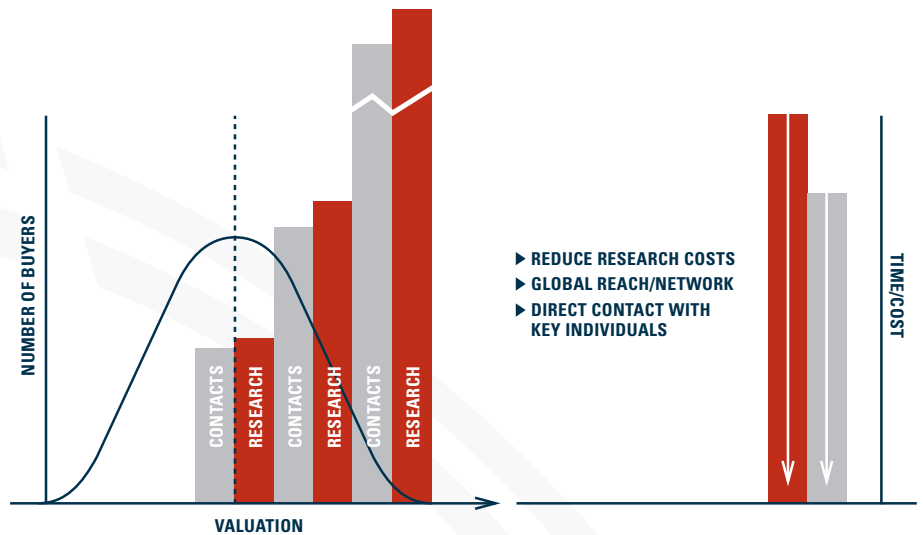 NUMBER OF BUYERS
CONTACTS
RESEARCH
CONTACTS
RESEARCH
CONTACTS
RESEARCH
VALUATION
▶ REDUCE RESEARCH COSTS
▶ GLOBAL REACH/NETWORK
▶ DIRECT CONTACT WITH
KEY INDIVIDUALS
TIME/COST